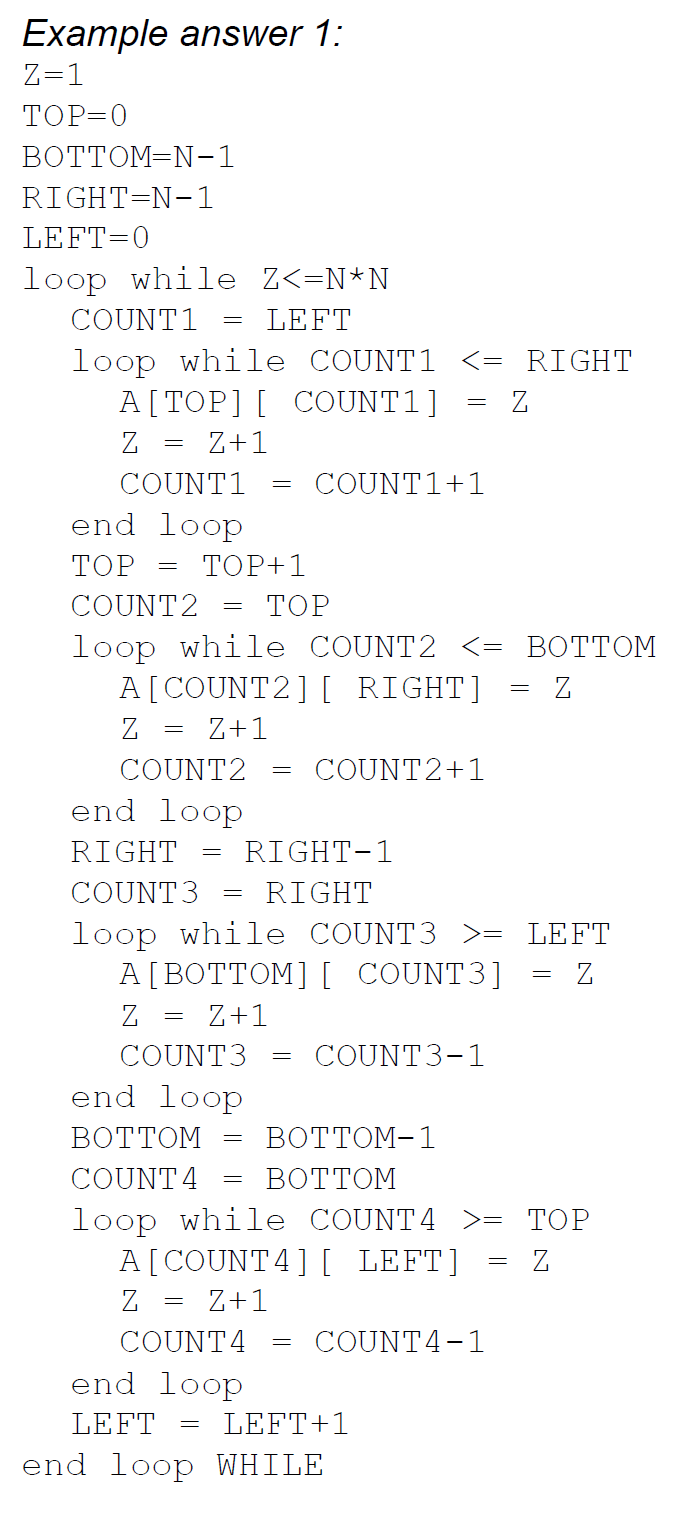 Example answer 1:
Z=1
TOP=0
BOTTOM=N-1
RIGHT=N-1
LEFT=0
loop while Z<=N*N
COUNT1 = LEFT
loop while COUNT1 <= RIGHT
A[TOP][ COUNT1] = Z
Z = Z+1
COUNT1 = COUNT1+1
end loop
TOP = TOP+1
COUNT2 = TOP
loop while COUNT2 <= BOTTOM
A[COUNT2][ RIGHT] = Z
Z = Z+1
COUNT2 = COUNT2+1
end loop
RIGHT = RIGHT-1
COUNT3 = RIGHT
loop while COUNT3 >= LEFT
A[BOTTOM][ COUNT3] = Z
Z = Z+1
COUNT3 = COUNT3-1
end loop
BOTTOM = BOTTOM-1
COUNT4 = BOTTOM
loop while COUNT4 >= TOP
A[COUNT4][ LEFT] = Z
Z = Z+1
COUNT4 = COUNT4-1
end loop
LEFT = LEFT+1
end loop WHILE